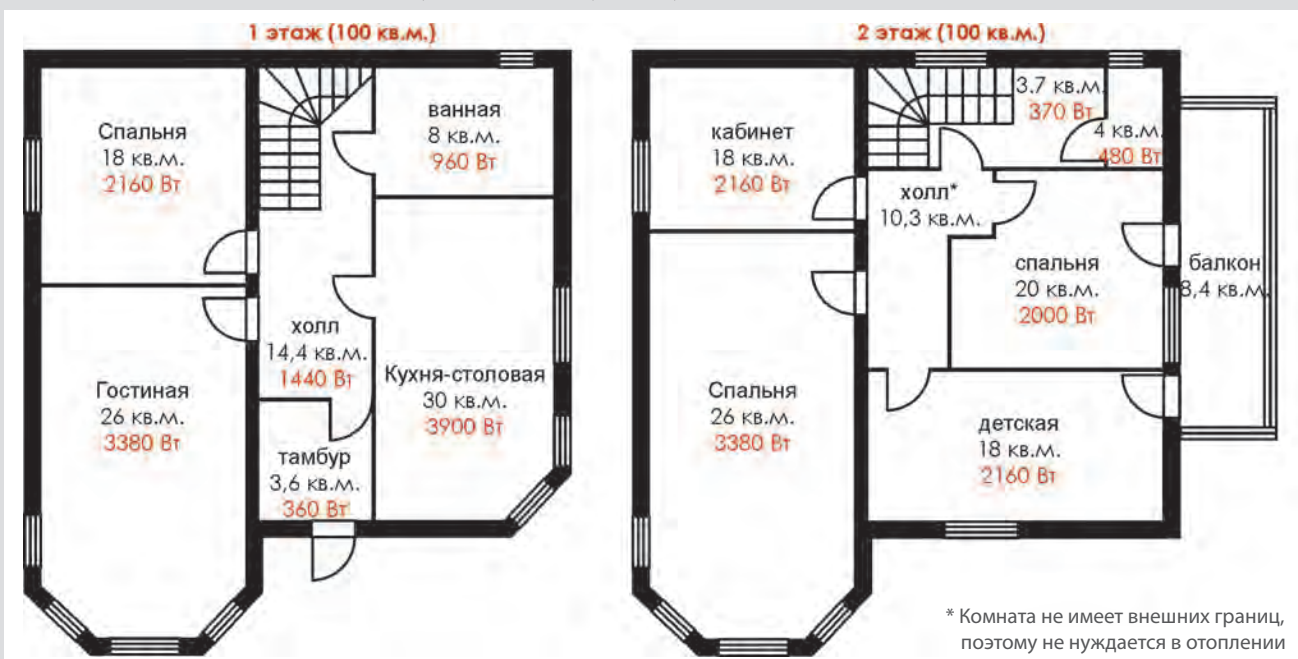 1 этаж (100 кв.м.)
Спальня
18 кв.м.
2160 Вт
ванная
8 кв.м.
960 Вт
Гостиная
26 кв.м.
3380 Вт
холл
14,4 кв.м.
1440 Вт
Кухня-столовая
30 кв.м.
3900 Вт
тамбур
3,6 кв.м.
360 Вт
2 этаж (100 кв.м.)
кабинет
18 кв.м.
2160 Вт
3.7 кв.м.
370 Вт
4 кв.м.
480 Вт
холл*
10,3 кв.м.
спальня
20 кв.м.
2000 Вт
балкон
8,4 кв.м.
Спальня
26 кв.м.
3380 Вт
детская
18 кв.м.
2160 Вт
* Комната не имеет внешних границ,
поэтому не нуждается в отоплении